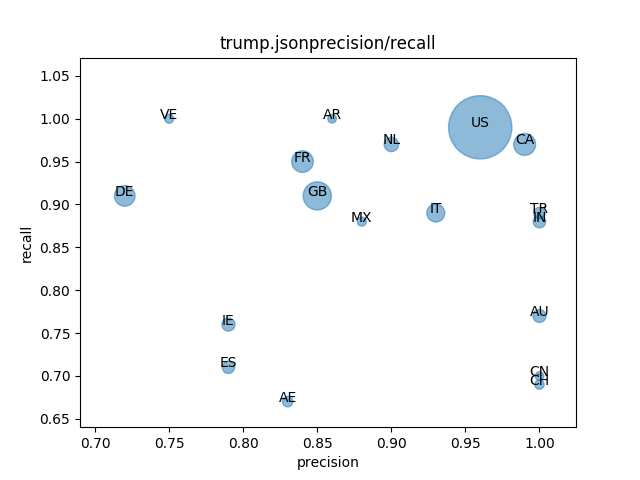 trump.jsonprecision/recall
1.05
1.00
0.95
0.90
0.85
0.80
0.75
0.70
0.65
recall
VE
AR
US
NL
CA
FR
DE
GB
IT
TR
MX
IN
AU
IE
ES
CN
CH
AE
0.70 0.75 0.80 0.85 0.90 0.95 1.00
precision